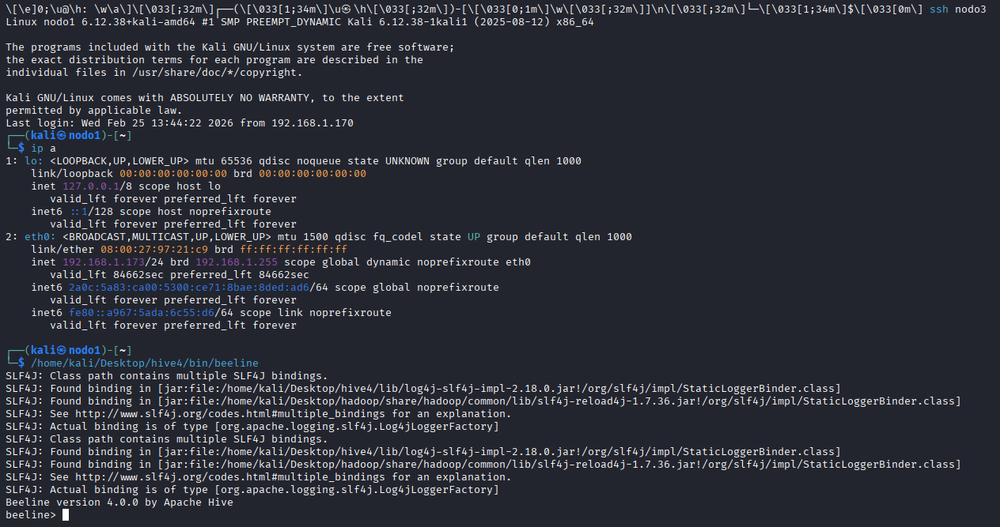 \[\e]0;\u@\h: \w\a\]\[\033[;32m\]┌──(\[\033[1;34m\]\u㉿\h\[\033[;32m\])-[\[\033[0;1m\]\w\[\033[;32m\]]\n\[\033[;32m\]└─\[\033[1;34m\]$\[\033[0m\] ssh nodo3
Linux nodo1 6.12.38+kali-amd64 #1 SMP PREEMPT_DYNAMIC Kali 6.12.38-1kali1 (2025-08-12) x86_64
The programs included with the Kali GNU/Linux system are free software;
the exact distribution terms for each program are described in the
individual files in /usr/share/doc/*/copyright.
Kali GNU/Linux comes with ABSOLUTELY NO WARRANTY, to the extent
permitted by applicable law.
Last login: Wed Feb 25 13:44:22 2026 from 192.168.1.170
┌──(kali㉿nodo1)-[~]
└─$ ip a
1: lo: <LOOPBACK,UP,LOWER_UP> mtu 65536 qdisc noqueue state UNKNOWN group default qlen 1000
    link/loopback 00:00:00:00:00:00 brd 00:00:00:00:00:00
    inet 127.0.0.1/8 scope host lo
       valid_lft forever preferred_lft forever
    inet6 ::1/128 scope host noprefixroute
       valid_lft forever preferred_lft forever
2: eth0: <BROADCAST,MULTICAST,UP,LOWER_UP> mtu 1500 qdisc fq_codel state UP group default qlen 1000
    link/ether 08:00:27:97:21:c9 brd ff:ff:ff:ff:ff:ff
    inet 192.168.1.173/24 brd 192.168.1.255 scope global dynamic noprefixroute eth0
       valid_lft 84662sec preferred_lft 84662sec
    inet6 2a0c:5a83:ca00:5300:ce71:8bae:8ded:ad6/64 scope global noprefixroute
       valid_lft forever preferred_lft forever
    inet6 fe80::a967:5ada:6c55:d6/64 scope link noprefixroute
       valid_lft forever preferred_lft forever
┌──(kali㉿nodo1)-[~]
└─$ /home/kali/Desktop/hive4/bin/beeline
SLF4J: Class path contains multiple SLF4J bindings.
SLF4J: Found binding in [jar:file:/home/kali/Desktop/hive4/lib/log4j-slf4j-impl-2.18.0.jar!/org/slf4j/impl/StaticLoggerBinder.class]
SLF4J: Found binding in [jar:file:/home/kali/Desktop/hadoop/share/hadoop/common/lib/slf4j-reload4j-1.7.36.jar!/org/slf4j/impl/StaticLoggerBinder.class]
SLF4J: See http://www.slf4j.org/codes.html#multiple_bindings for an explanation.
SLF4J: Actual binding is of type [org.apache.logging.slf4j.Log4jLoggerFactory]
SLF4J: Class path contains multiple SLF4J bindings.
SLF4J: Found binding in [jar:file:/home/kali/Desktop/hive4/lib/log4j-slf4j-impl-2.18.0.jar!/org/slf4j/impl/StaticLoggerBinder.class]
SLF4J: Found binding in [jar:file:/home/kali/Desktop/hadoop/share/hadoop/common/lib/slf4j-reload4j-1.7.36.jar!/org/slf4j/impl/StaticLoggerBinder.class]
SLF4J: See http://www.slf4j.org/codes.html#multiple_bindings for an explanation.
SLF4J: Actual binding is of type [org.apache.logging.slf4j.Log4jLoggerFactory]
Beeline version 4.0.0 by Apache Hive
beeline>